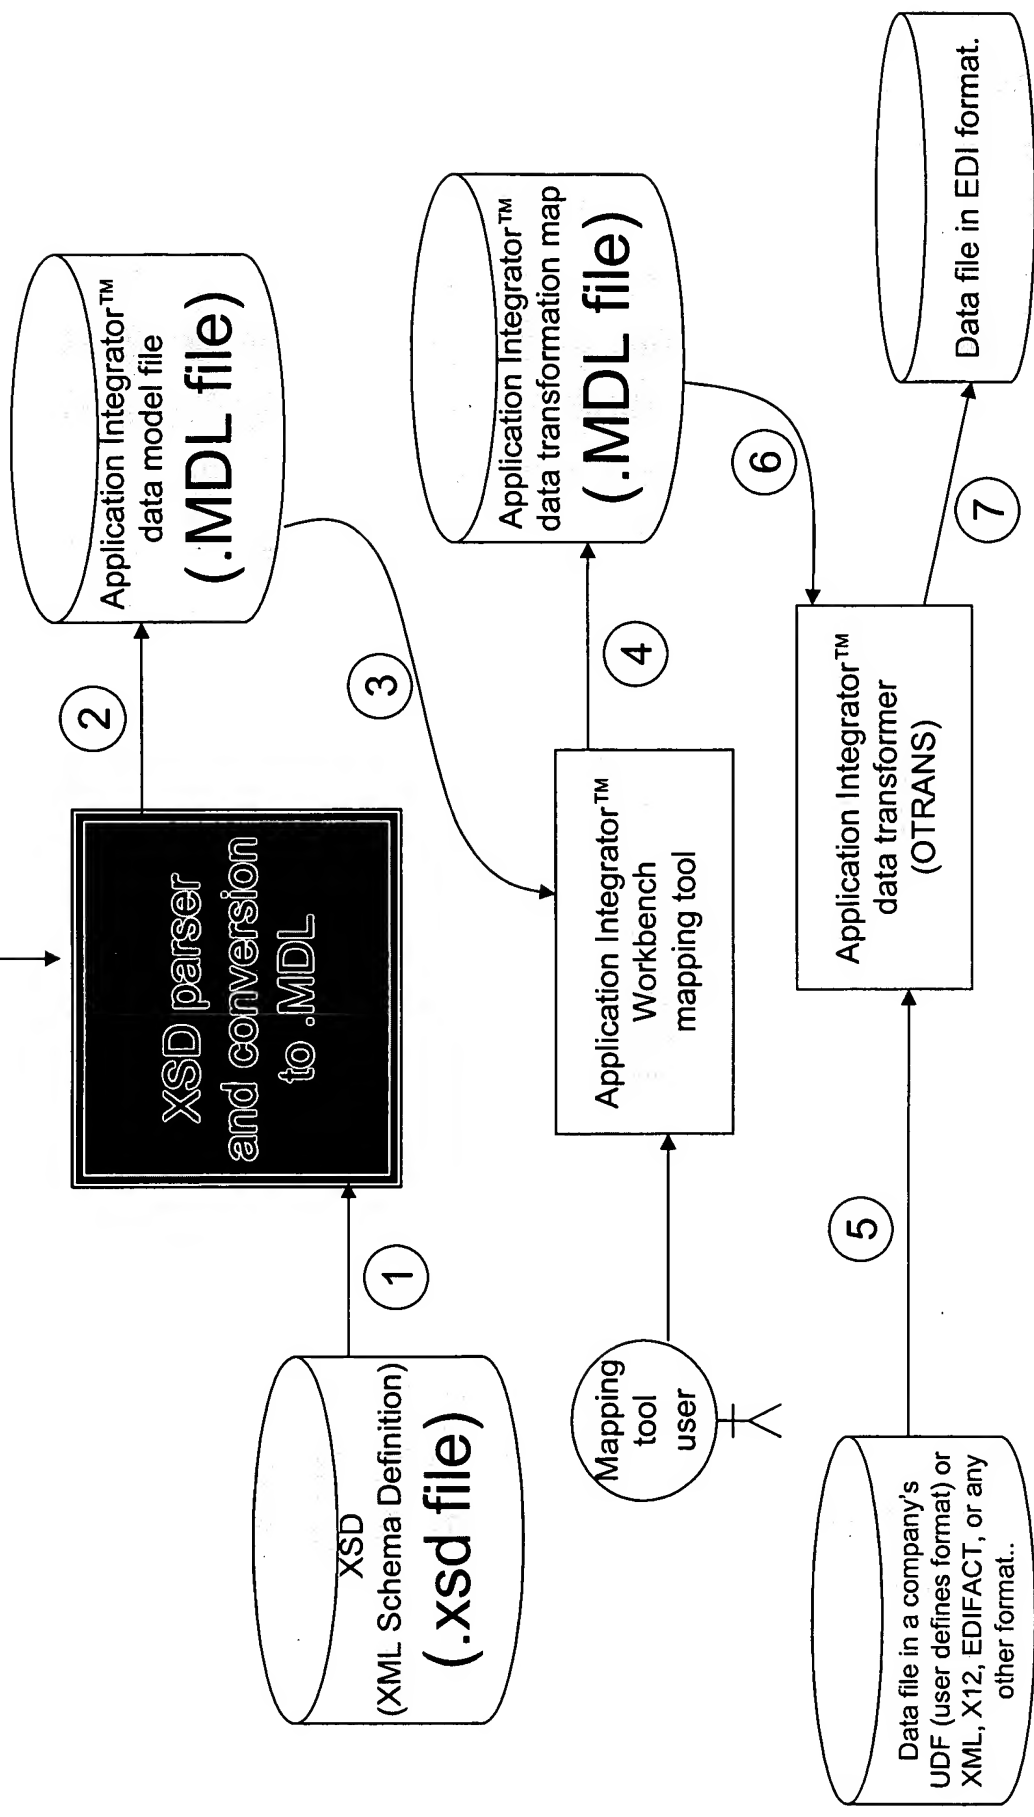 XSD
(XML Schema Definition)
(.xsd file)
1
XSD parser
and conversion
to .MDL
2
Application Integrator™
data model file
(.MDL file)
3
Mapping
tool
user
Application Integrator™
Workbench
mapping tool
4
Application Integrator™
data transformation map
(.MDL file)
Data file in a company's
UDF (user defines format) or
XML, X12, EDIFACT, or any
other format..
5
Application Integrator™
data transformer
(OTRANS)
6
7
Data file in EDI format.